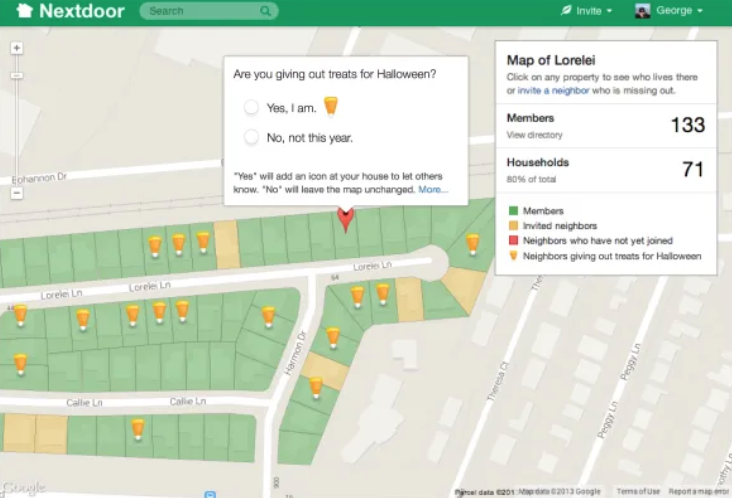 Nextdoor
Search
Invite
George
Are you giving out treats for Halloween?
Yes, I am.
No, not this year.
"Yes" will add an icon at your house to let others
know. "No" will leave the map unchanged. More...
Map of Lorelei
Click on any property to see who lives there
or invite a neighbor who is missing out.
Members
133
View directory
Households
71
80% of total
Members
Invited neighbors
Neighbors who have not yet joined
Neighbors giving out treats for Halloween
Bohannon Dr
Lorelei Ln
Lorelei Ln
Lorelei Ln
64
Harmon Dr
Callie Ln
Callie Ln
Theresa Ct
Peggy Ln
Peggy Ln
Google
Parcel data ©201
Map data ©2013 Google
Terms of Use
Report a map error